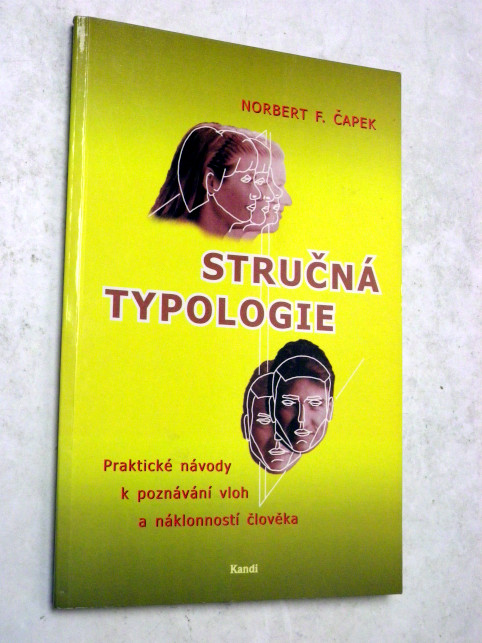 NORBERT F. ČAPEK
STRUČNÁ
TYPOLOGIE
Praktické návody
k poznávání vloh
a náklonností člověka
Kandi